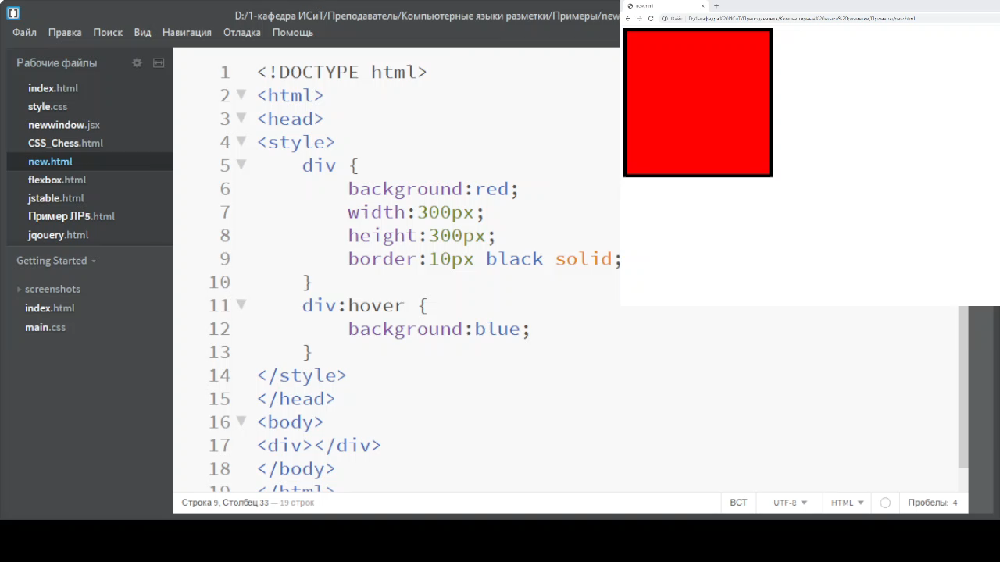 D:/1-кафедра ИСиТ/Преподаватель/Компьютерные языки разметки/Примеры/new
Файл Правка Поиск Вид Навигация Отладка Помощь
new.html
Файл D:/1-кафедра%20ИСиТ/Преподаватель/Компьютерные%20языки%20разметки/Примеры/new.html
Рабочие файлы
index.html
style.css
newwindow.jsx
CSS_Chess.html
new.html
flexbox.html
jstable.html
Пример ЛР5.html
jqouery.html
Getting Started
screenshots
index.html
main.css
1 <!DOCTYPE html>
2 <html>
3 <head>
4 <style>
5 div {
6 background:red;
7 width:300px;
8 height:300px;
9 border:10px black solid;
10 }
11 div:hover {
12 background:blue;
13 }
14 </style>
15 </head>
16 <body>
17 <div></div>
18 </body>
19 </html>
Строка 9, Столбец 33 — 19 строк ВСТ UTF-8 HTML Пробелы: 4